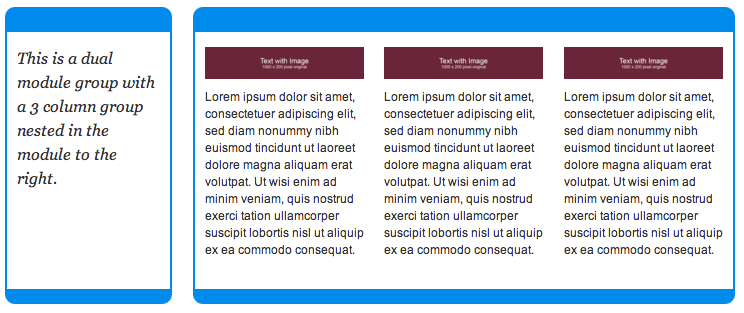 This is a dual
module group with
a 3 column group
nested in the
module to the
right.
Text with Image
1000 x 200 pixel original
Lorem ipsum dolor sit amet,
consectetuer adipiscing elit,
sed diam nonummy nibh
euismod tincidunt ut laoreet
dolore magna aliquam erat
volutpat. Ut wisi enim ad
minim veniam, quis nostrud
exerci tation ullamcorper
suscipit lobortis nisl ut aliquip
ex ea commodo consequat.
Text with Image
1000 x 200 pixel original
Lorem ipsum dolor sit amet,
consectetuer adipiscing elit,
sed diam nonummy nibh
euismod tincidunt ut laoreet
dolore magna aliquam erat
volutpat. Ut wisi enim ad
minim veniam, quis nostrud
exerci tation ullamcorper
suscipit lobortis nisl ut aliquip
ex ea commodo consequat.
Text with Image
1000 x 200 pixel original
Lorem ipsum dolor sit amet,
consectetuer adipiscing elit,
sed diam nonummy nibh
euismod tincidunt ut laoreet
dolore magna aliquam erat
volutpat. Ut wisi enim ad
minim veniam, quis nostrud
exerci tation ullamcorper
suscipit lobortis nisl ut aliquip
ex ea commodo consequat.